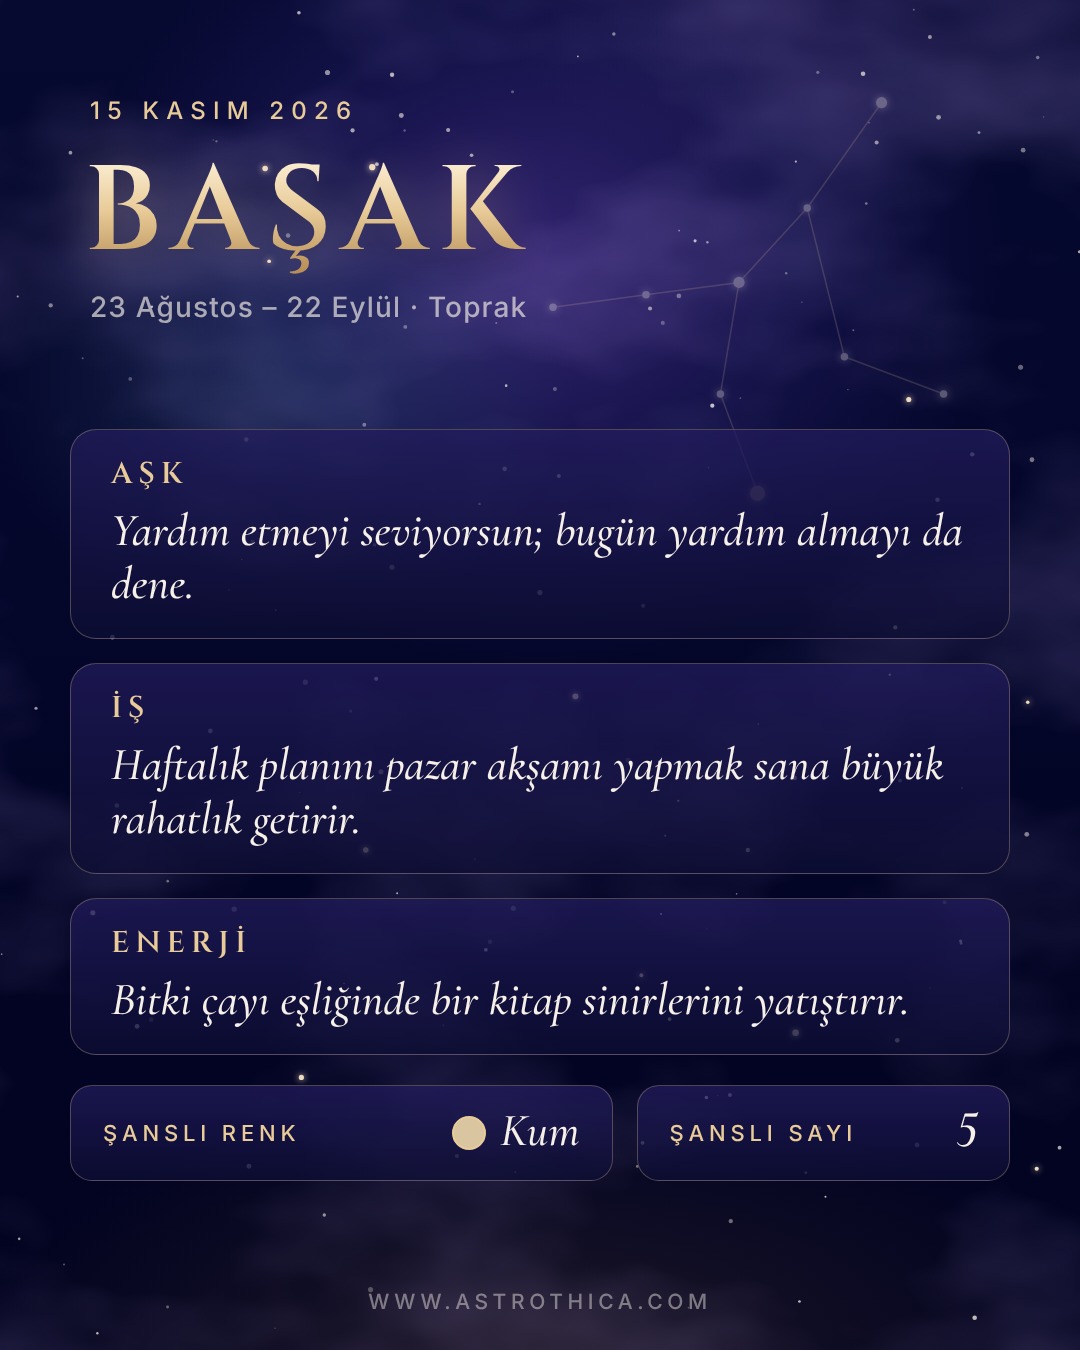 15 KASIM 2026
BAŞAK
23 Ağustos – 22 Eylül · Toprak
AŞK
Yardım etmeyi seviyorsun; bugün yardım almayı da
dene.
İŞ
Haftalık planını pazar akşamı yapmak sana büyük
rahatlık getirir.
ENERJİ
Bitki çayı eşliğinde bir kitap sinirlerini yatıştırır.
ŞANSLI RENK Kum
ŞANSLI SAYI 5
WWW.ASTROTHICA.COM